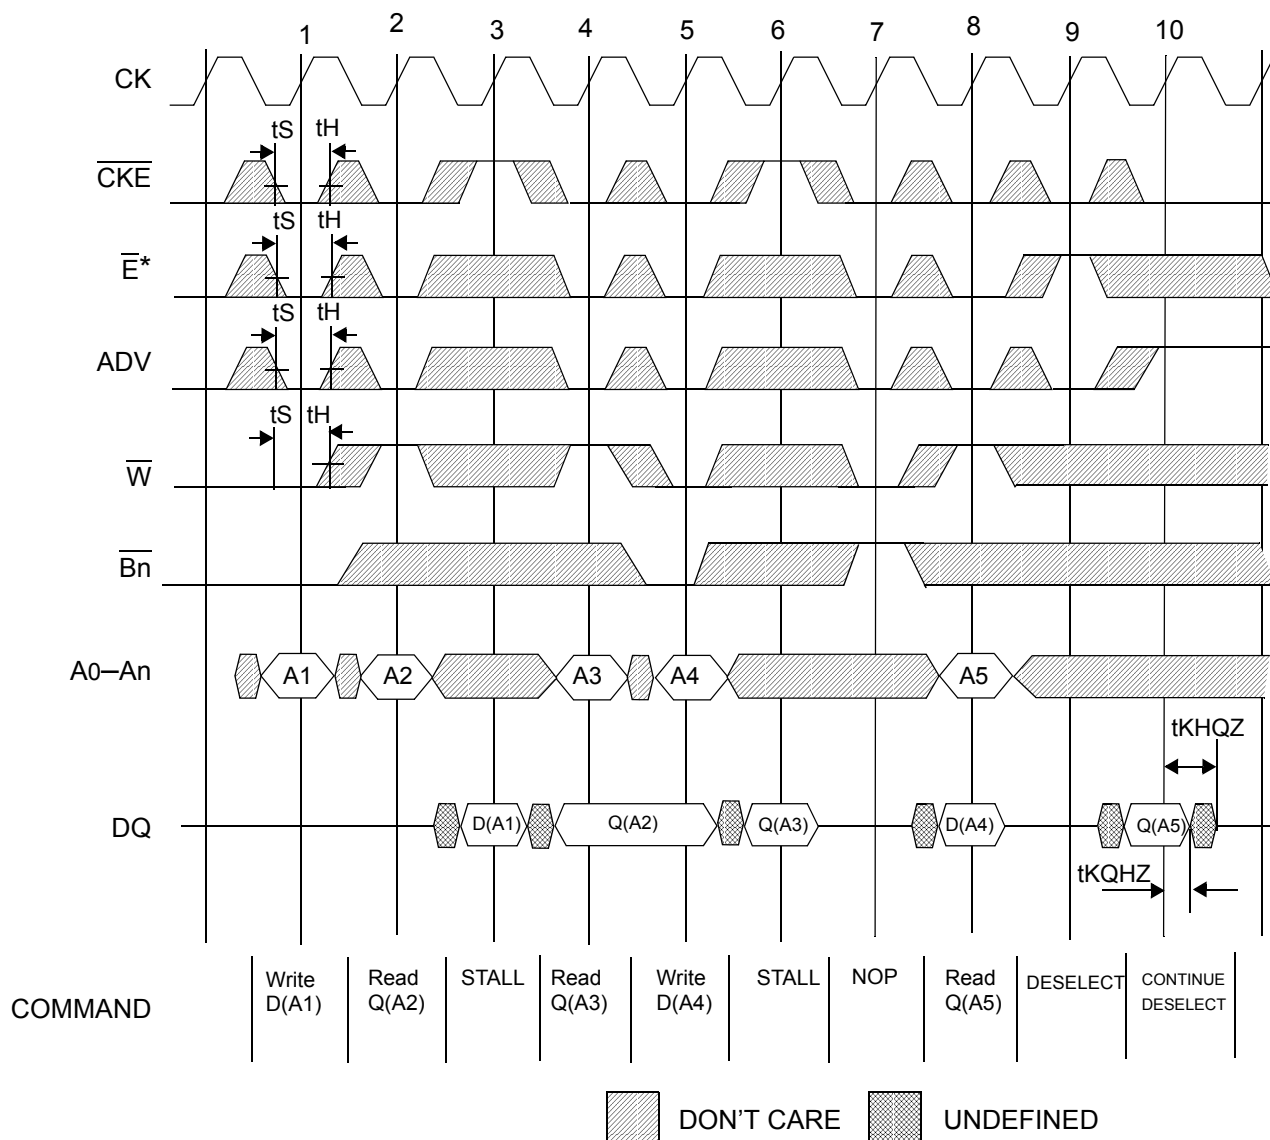 1 2 3 4 5 6 7 8 9 10
CK
tS tH
CKE
tS tH
E*
tS tH
ADV
tS tH
W
Bn
A0–An A1 A2 A3 A4 A5
tKHQZ
DQ D(A1) Q(A2) Q(A3) D(A4) Q(A5)
tKQHZ
COMMAND
Write
D(A1)
Read
Q(A2)
STALL
Read
Q(A3)
Write
D(A4)
STALL
NOP
Read
Q(A5)
DESELECT
CONTINUE
DESELECT
DON'T CARE UNDEFINED